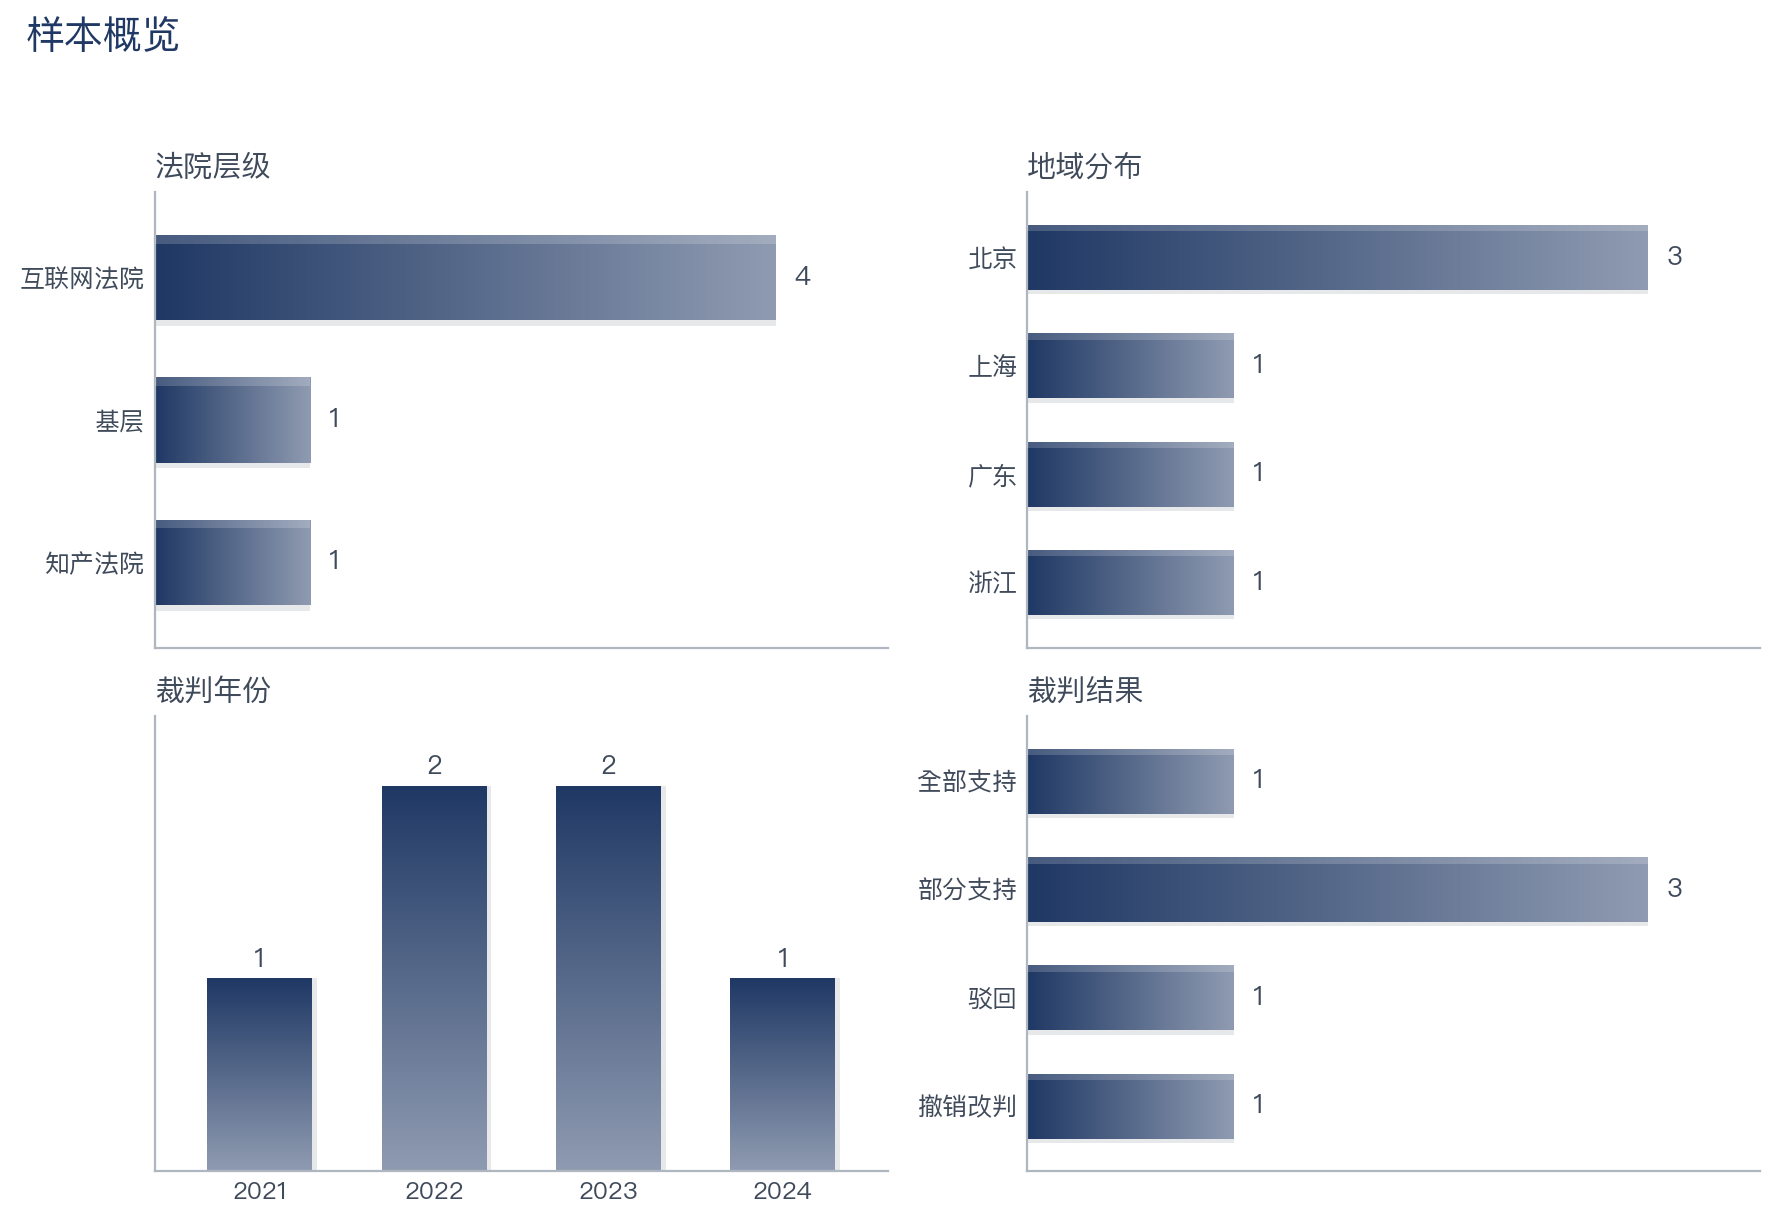 样本概览
法院层级
互联网法院 4
基层 1
知产法院 1
地域分布
北京 3
上海 1
广东 1
浙江 1
裁判年份
1 2 2 1
2021 2022 2023 2024
裁判结果
全部支持 1
部分支持 3
驳回 1
撤销改判 1